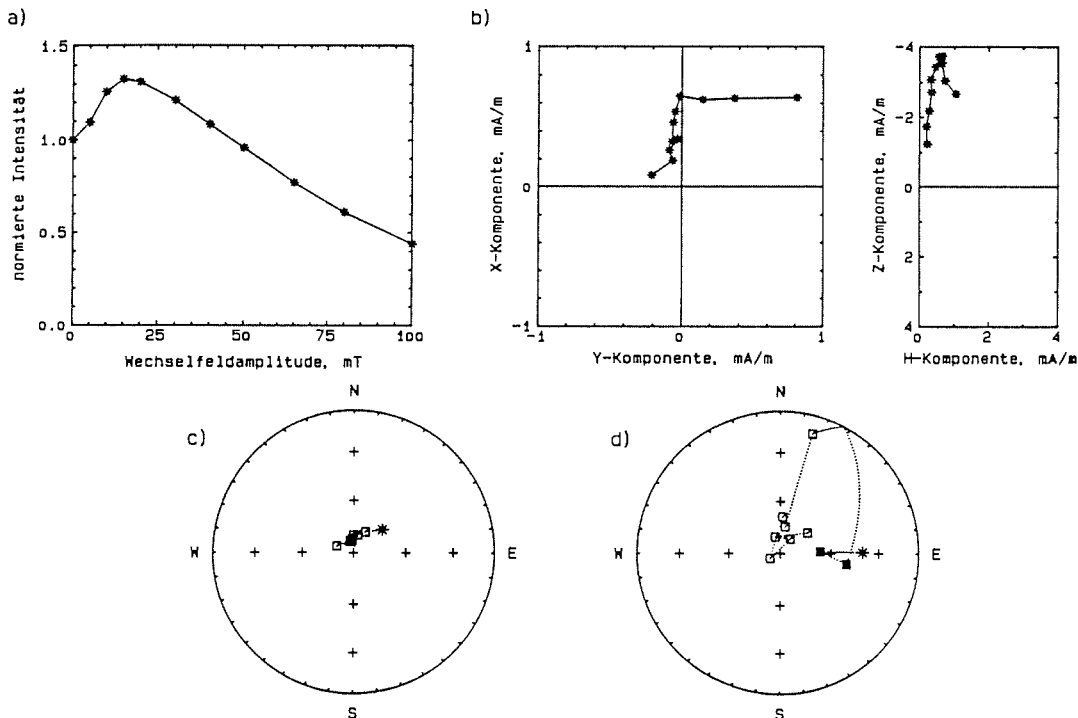 a)
normierte Intensität
1.5
1.0
0.5
0.0
0
25
50
75
100
Wechselfeldamplitude, mT
b)
X-Komponente, mA/m
1
0
-1
-1
0
1
Y-Komponente, mA/m
Z-Komponente, mA/m
-4
-2
0
2
4
0
2
4
H-Komponente, mA/m
c)
N
W
E
S
d)
N
W
E
S